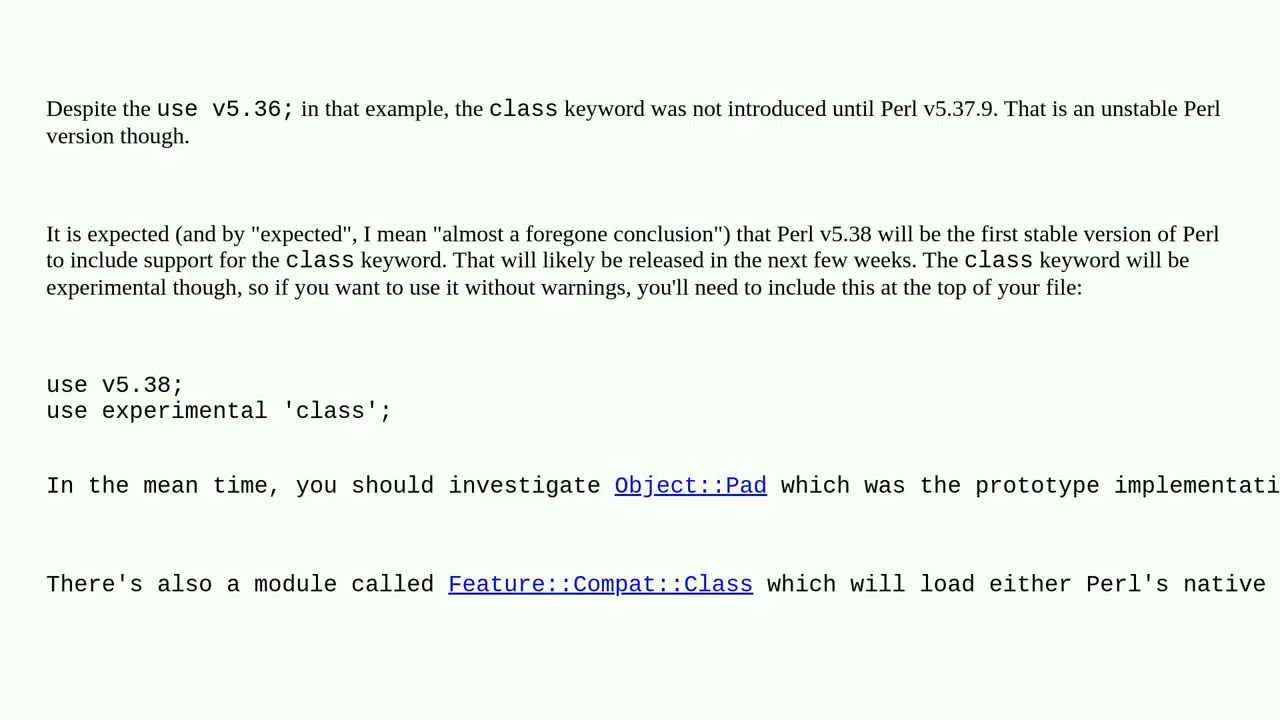 Despite the use v5.36; in that example, the class keyword was not introduced until Perl v5.37.9. That is an unstable Perl
version though.
It is expected (and by "expected", I mean "almost a foregone conclusion") that Perl v5.38 will be the first stable version of Perl
to include support for the class keyword. That will likely be released in the next few weeks. The class keyword will be
experimental though, so if you want to use it without warnings, you'll need to include this at the top of your file:
use v5.38;
use experimental 'class';
In the mean time, you should investigate Object::Pad which was the prototype implementati
There's also a module called Feature::Compat::Class which will load either Perl's native